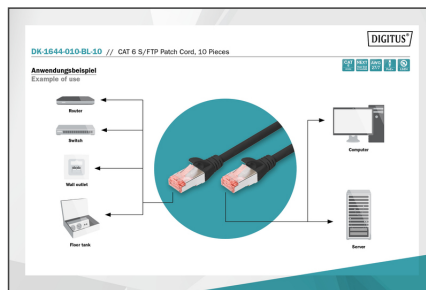 DIGITUS®
DK-1644-010-BL-10 // CAT 6 S/FTP Patch Cord, 10 Pieces
Anwendungsbeispiel
Example of use
Router
Switch
Wall outlet
Floor tank
Computer
Server